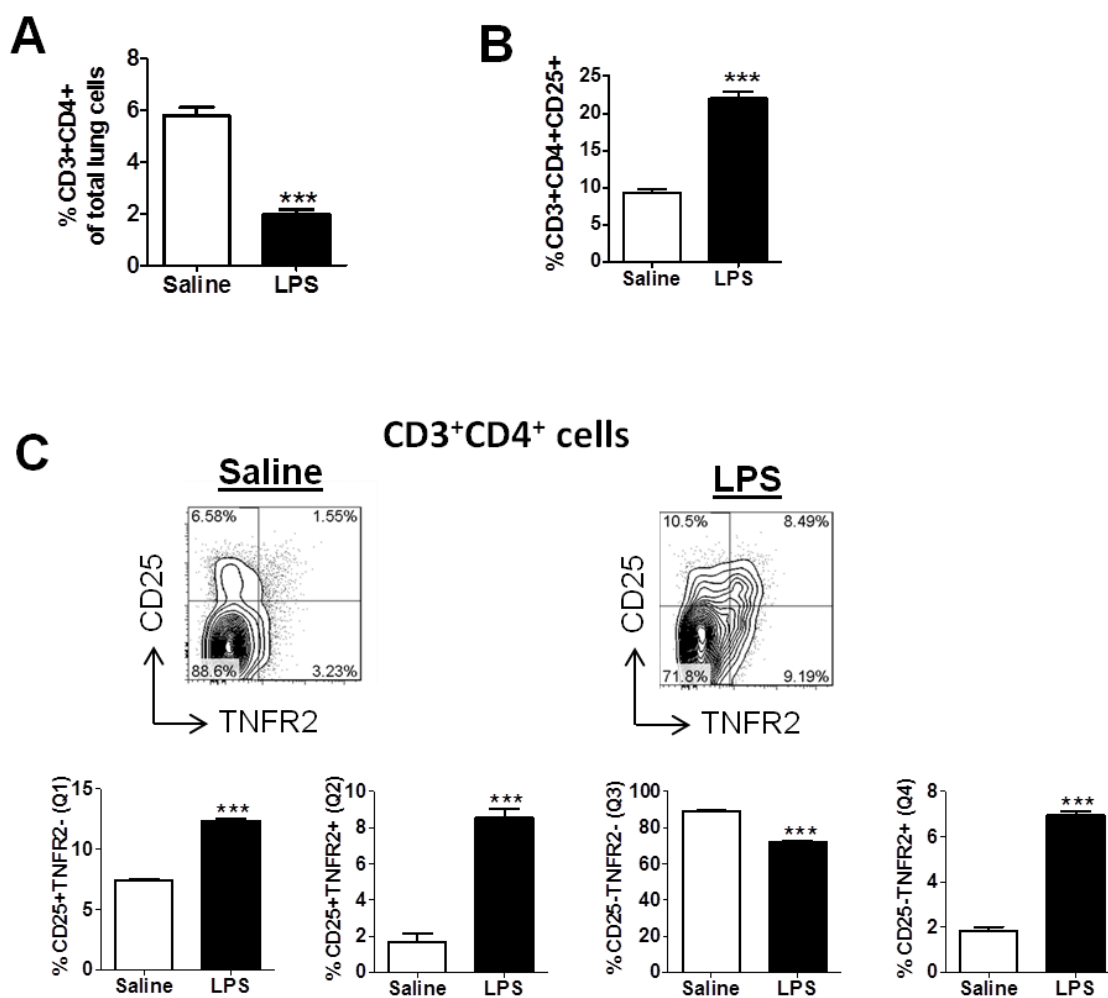 A
% CD3+CD4+
of total lung cells
8
6
4
2
0
***
Saline
LPS
B
%CD3+CD4+CD25+
25
20
15
10
5
0
***
Saline
LPS
C
CD3⁺CD4⁺ cells
Saline
6.58%
1.55%
88.6%
3.23%
CD25
TNFR2
LPS
10.5%
8.49%
71.8%
9.19%
CD25
TNFR2
% CD25+TNFR2- (Q1)
15
10
5
0
***
Saline
LPS
% CD25+TNFR2+ (Q2)
10
8
6
4
2
0
***
Saline
LPS
% CD25-TNFR2- (Q3)
100
80
60
40
20
0
***
Saline
LPS
% CD25-TNFR2+ (Q4)
8
6
4
2
0
***
Saline
LPS